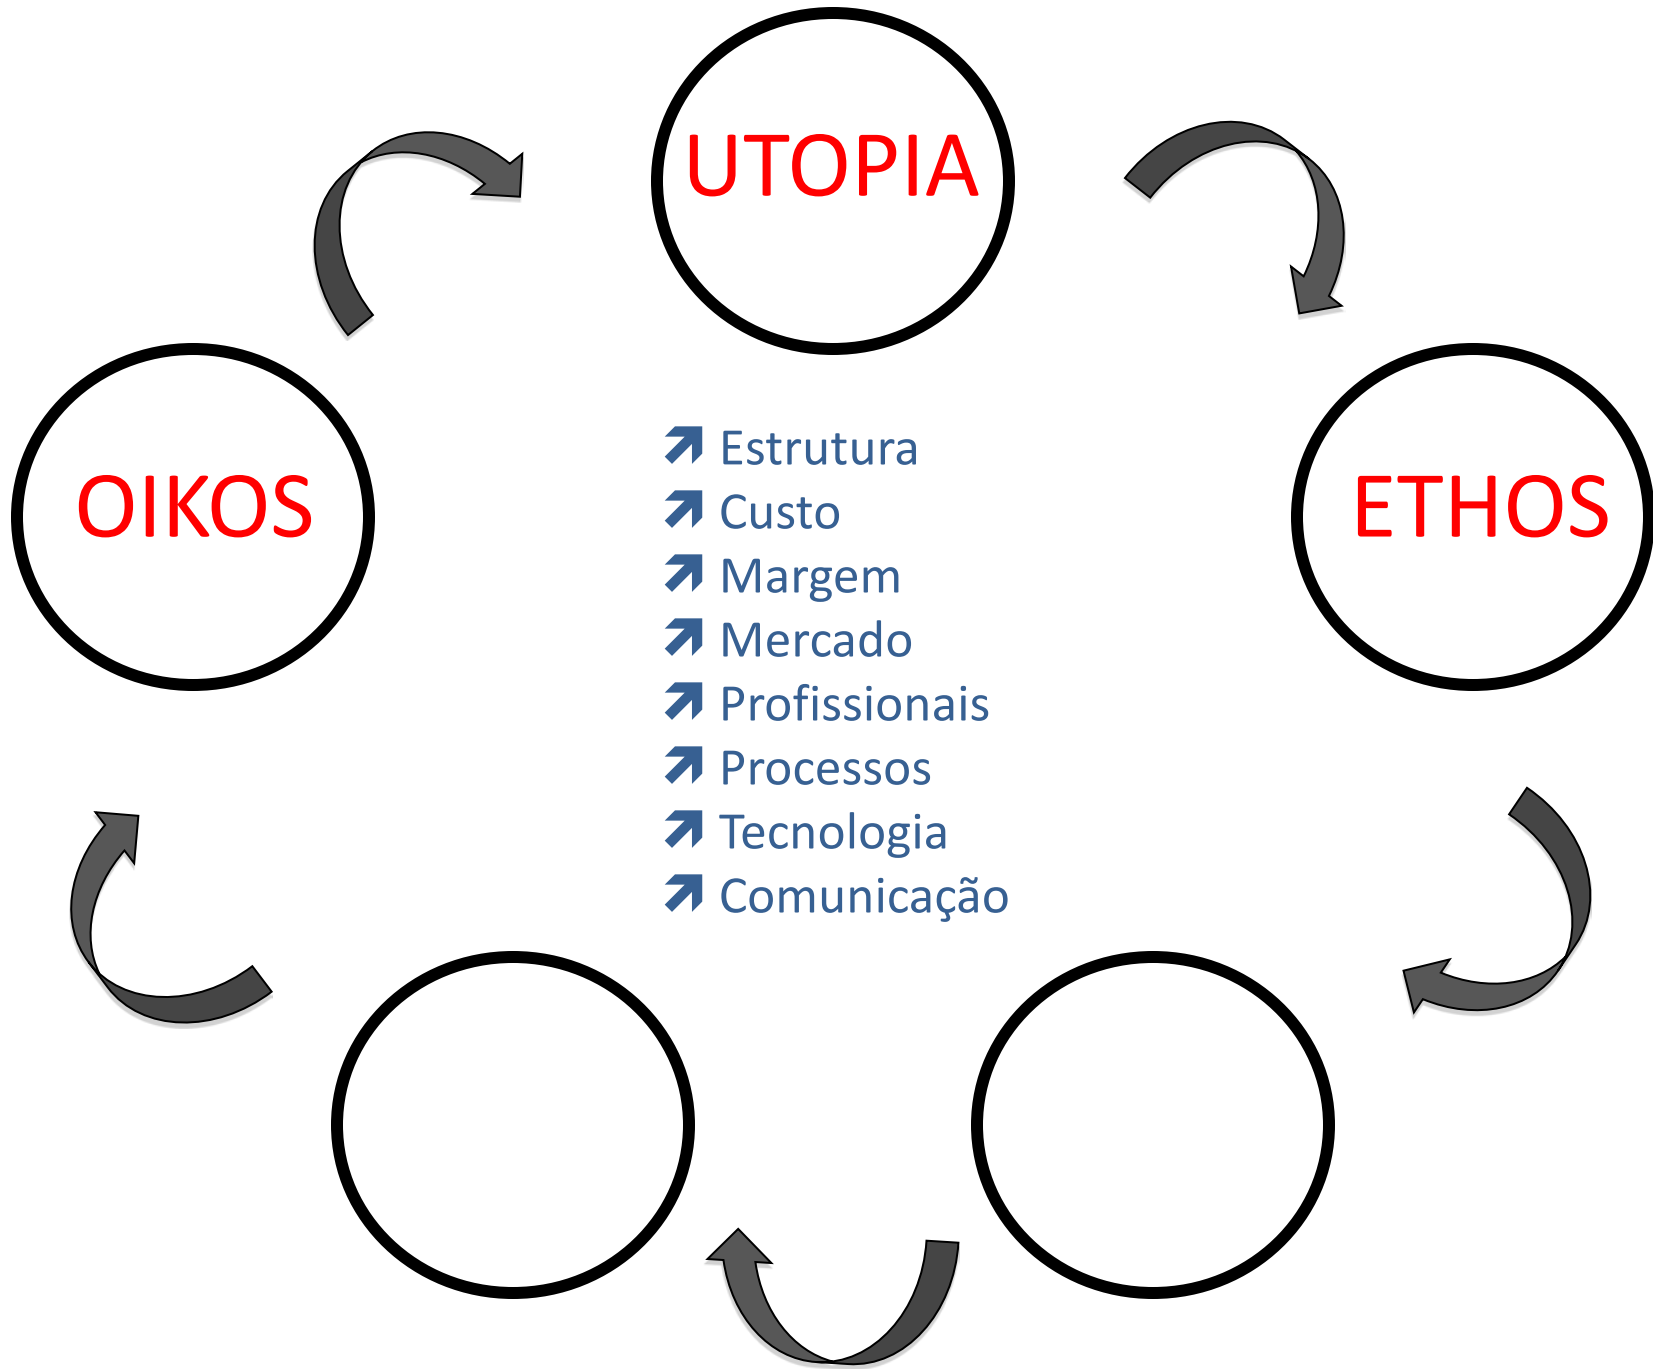 UTOPIA
OIKOS
ETHOS
Estrutura
Custo
Margem
Mercado
Profissionais
Processos
Tecnologia
Comunicação